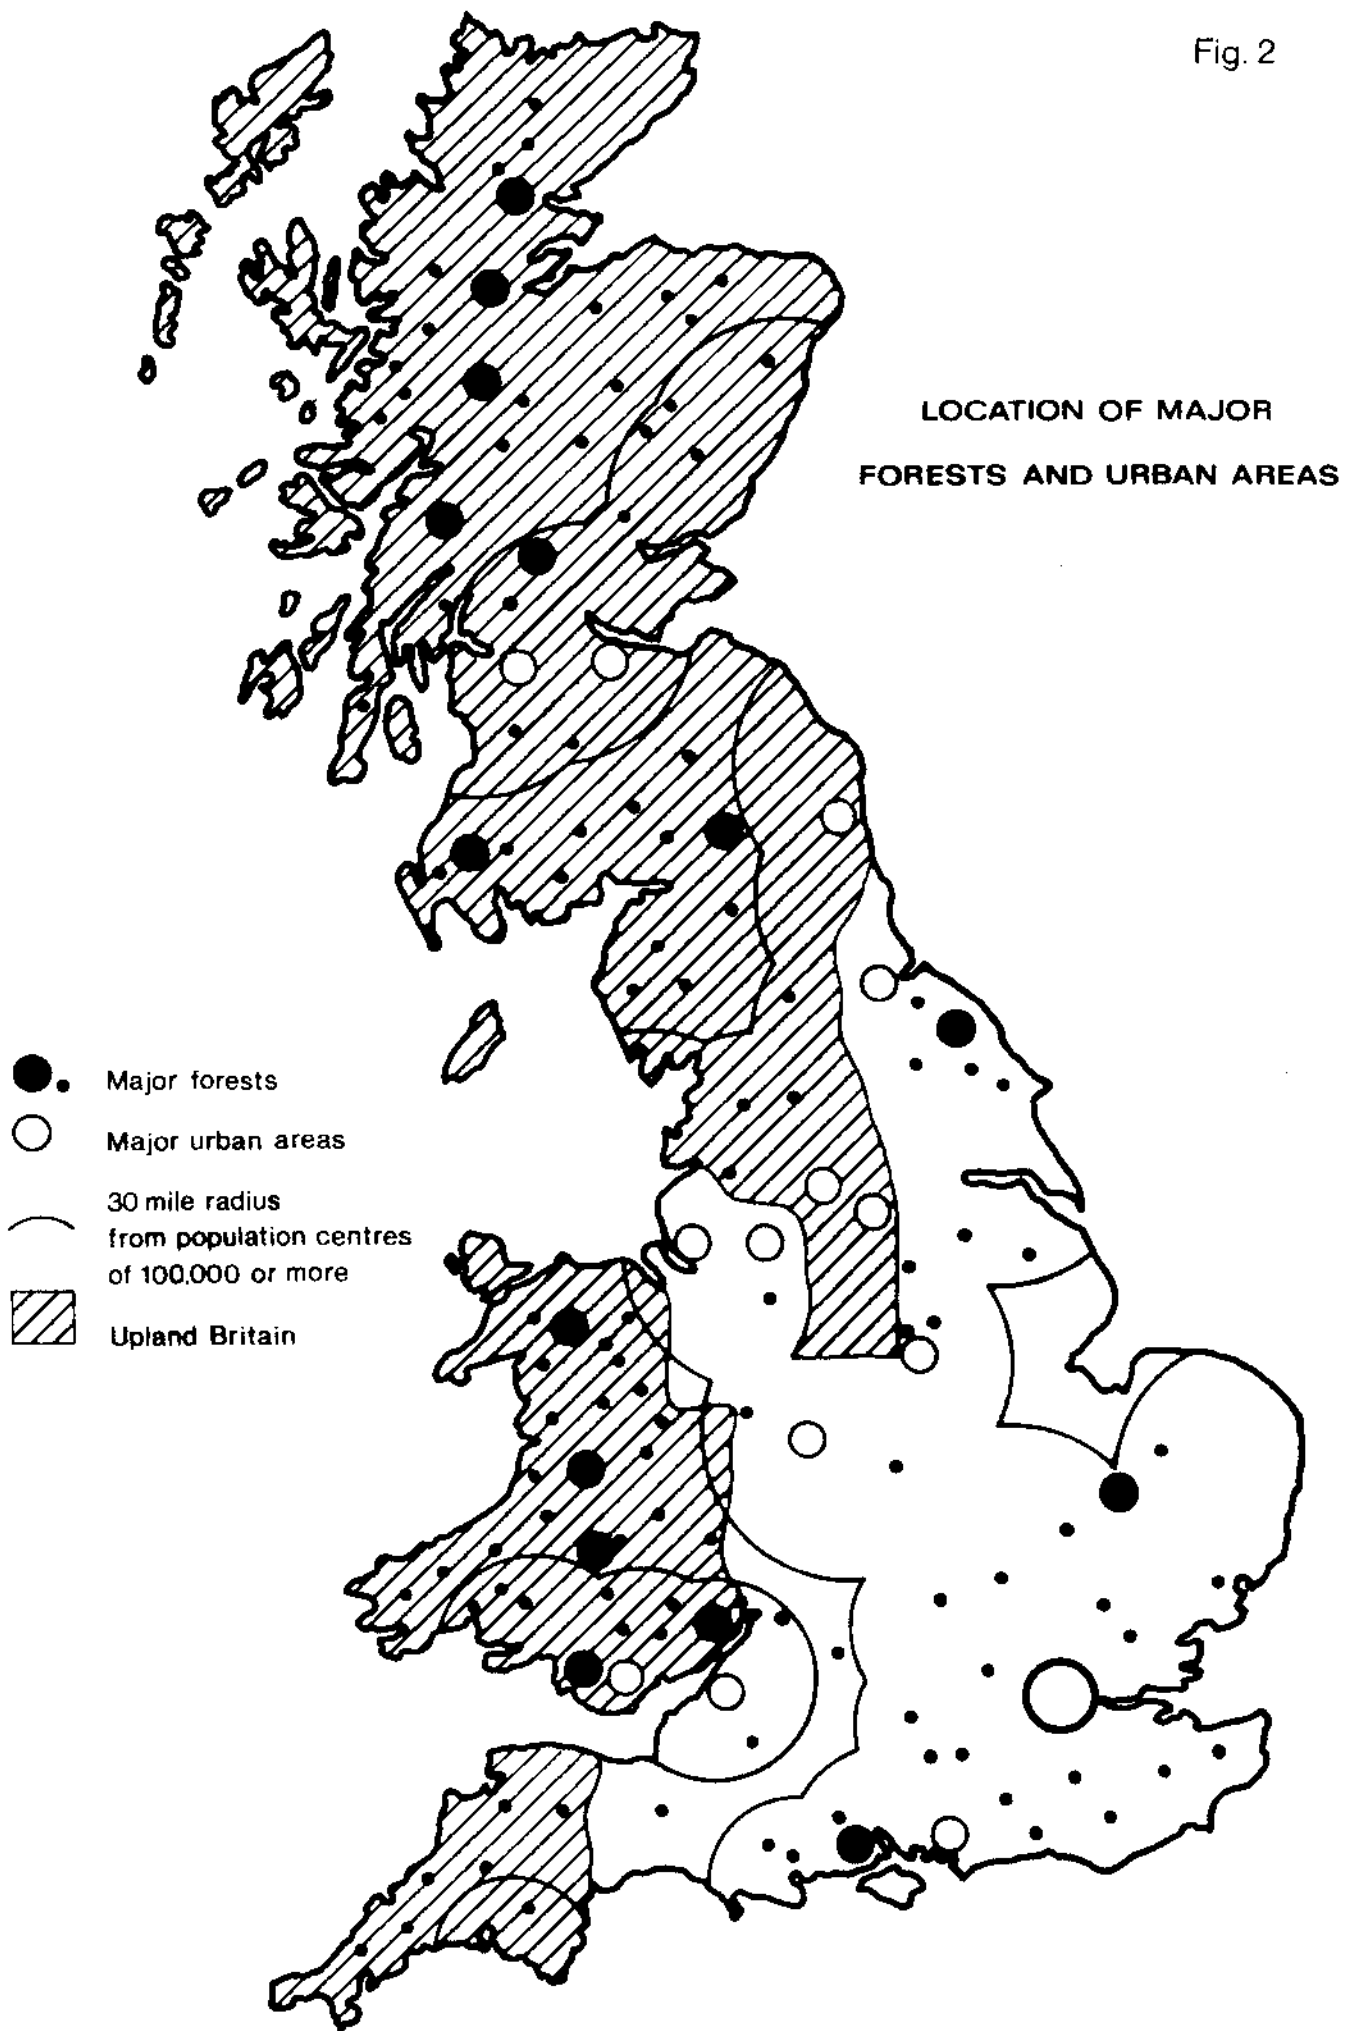 Fig. 2
LOCATION OF MAJOR
FORESTS AND URBAN AREAS
Major forests
Major urban areas
30 mile radius
from population centres
of 100.000 or more
Upland Britain